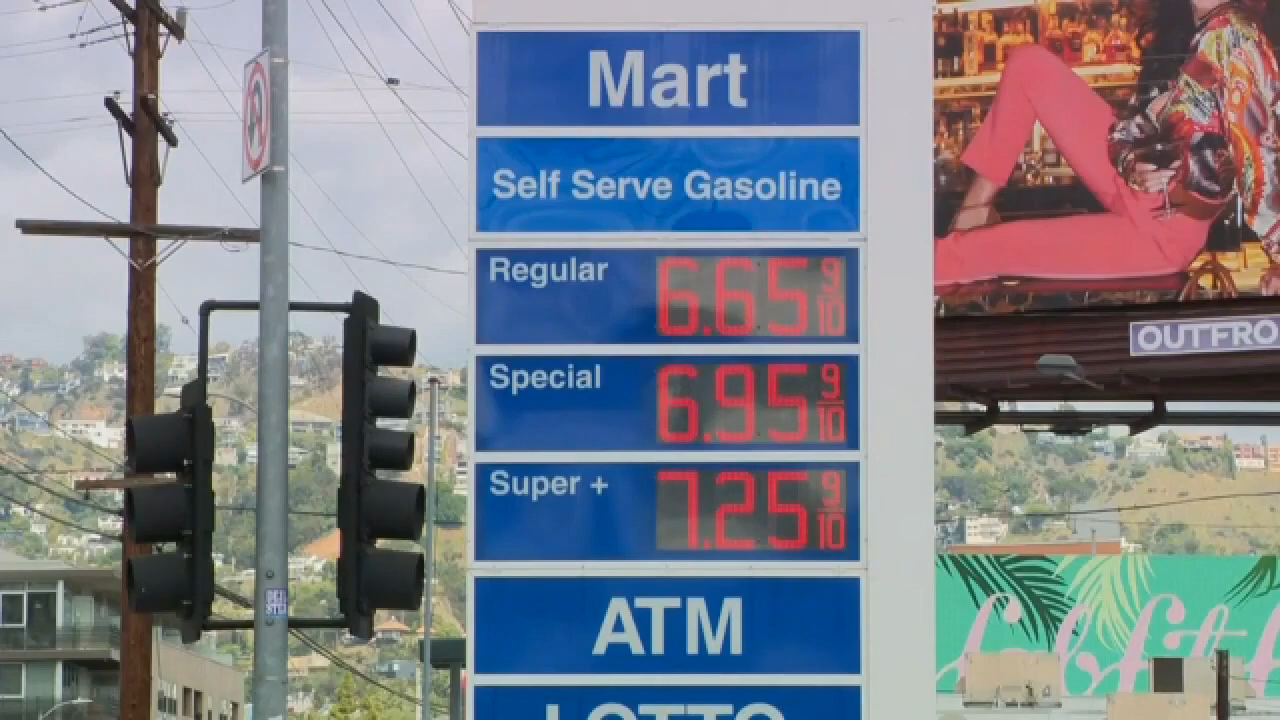 Mart
Self Serve Gasoline
Regular 6.65 9/10
Special 6.95 9/10
Super + 7.25 9/10
ATM
LOTTO
OUTFRO